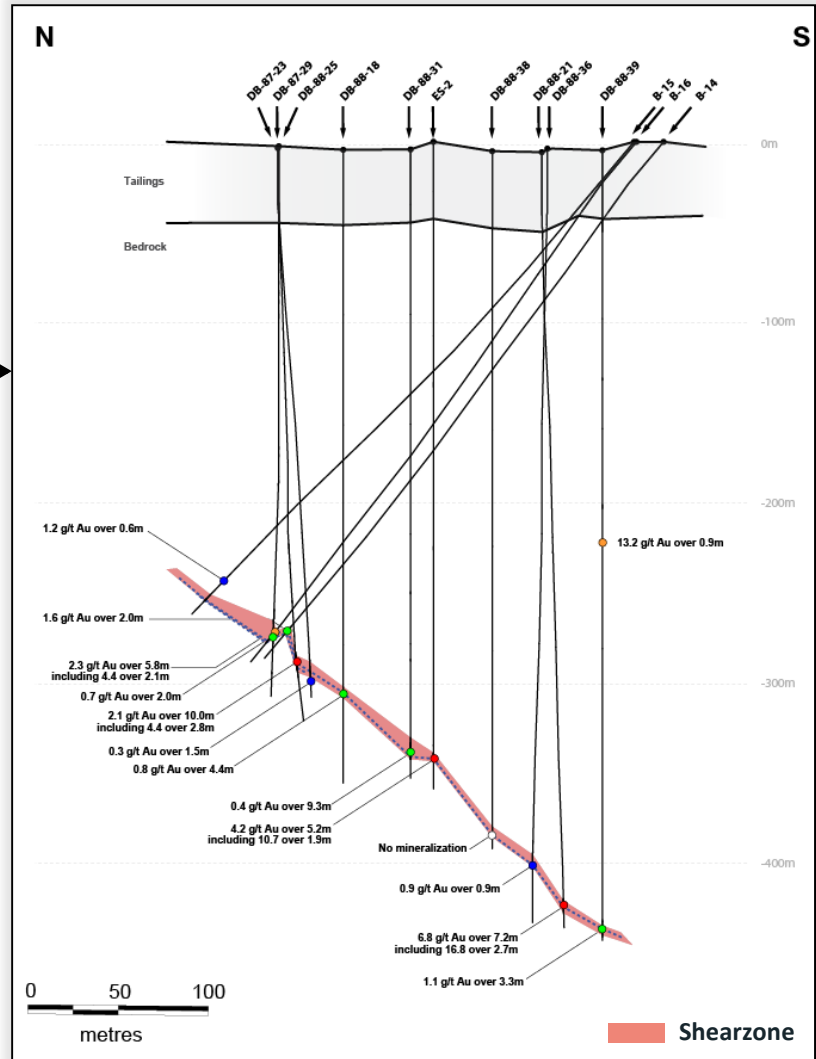 N
S
DB-87-23
DB-87-29
DB-88-25
DB-88-18
DB-88-31
ES-2
DB-88-38
DB-88-21
DB-88-36
DB-88-39
B-15
B-16
B-14
0m
Tailings
Bedrock
-100m
-200m
1.2 g/t Au over 0.6m
13.2 g/t Au over 0.9m
1.6 g/t Au over 2.0m
2.3 g/t Au over 5.8m
including 4.4 over 2.1m
0.7 g/t Au over 2.0m
-300m
2.1 g/t Au over 10.0m
including 4.4 over 2.8m
0.3 g/t Au over 1.5m
0.8 g/t Au over 4.4m
0.4 g/t Au over 9.3m
4.2 g/t Au over 5.2m
including 10.7 over 1.9m
No mineralization
-400m
0.9 g/t Au over 0.9m
6.8 g/t Au over 7.2m
including 16.8 over 2.7m
1.1 g/t Au over 3.3m
0 50 100
metres
Shearzone